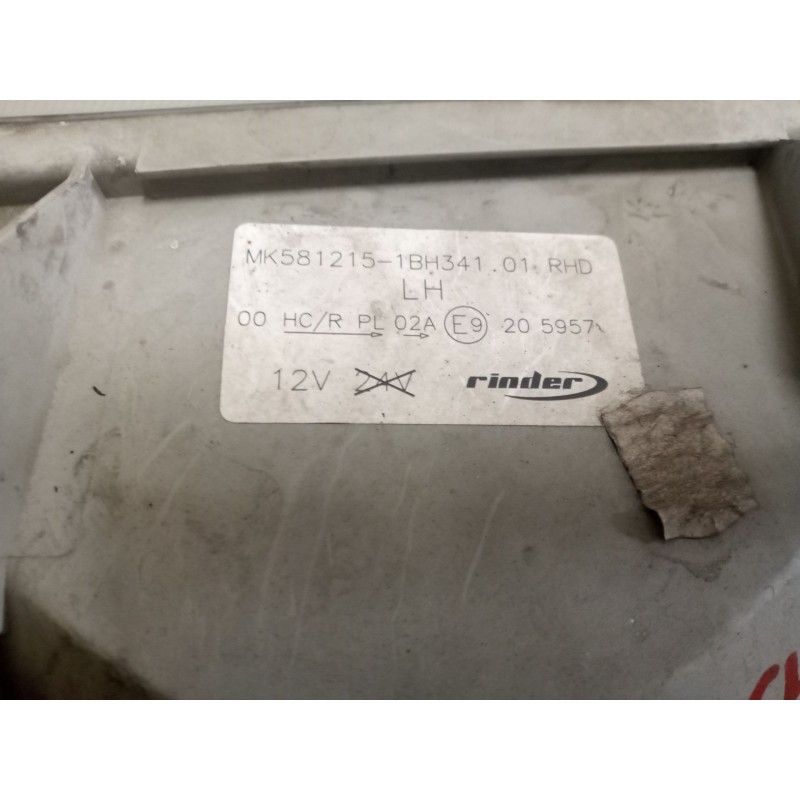 MK581215-1BH341.01 RHD
LH
00 HC/R PL 02A E9 20 5957
12V 24V rinder